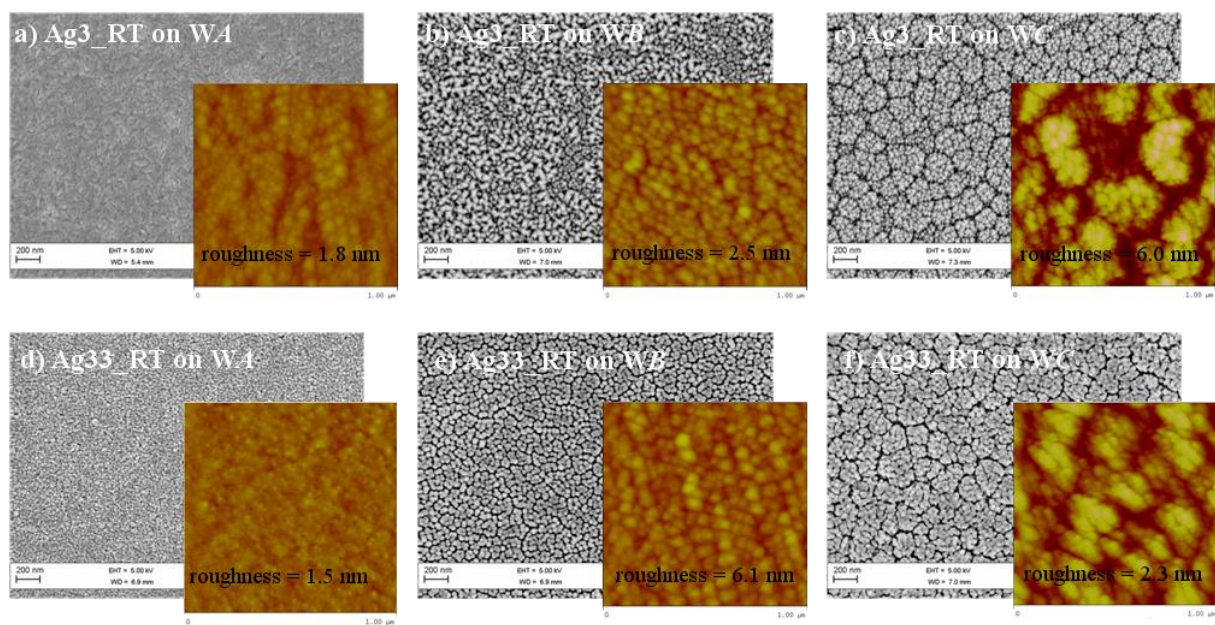 a) Ag3_RT on WA
b) Ag3_RT on WB
c) Ag3_RT on WC
roughness = 1.8 nm
roughness = 2.5 nm
roughness = 6.0 nm
200 nm
EHT = 5.00 kV
WD = 5.4 mm
200 nm
EHT = 5.00 kV
WD = 7.0 mm
200 nm
EHT = 5.00 kV
WD = 7.3 mm
0 1.00 µm
0 1.00 µm
0 1.00 µm
d) Ag33_RT on WA
e) Ag33_RT on WB
f) Ag33_RT on WC
roughness = 1.5 nm
roughness = 6.1 nm
roughness = 2.3 nm
200 nm
EHT = 5.00 kV
WD = 6.9 mm
200 nm
EHT = 5.00 kV
WD = 6.9 mm
200 nm
EHT = 5.00 kV
WD = 7.0 mm
0 1.00 µm
0 1.00 µm
0 1.00 µm